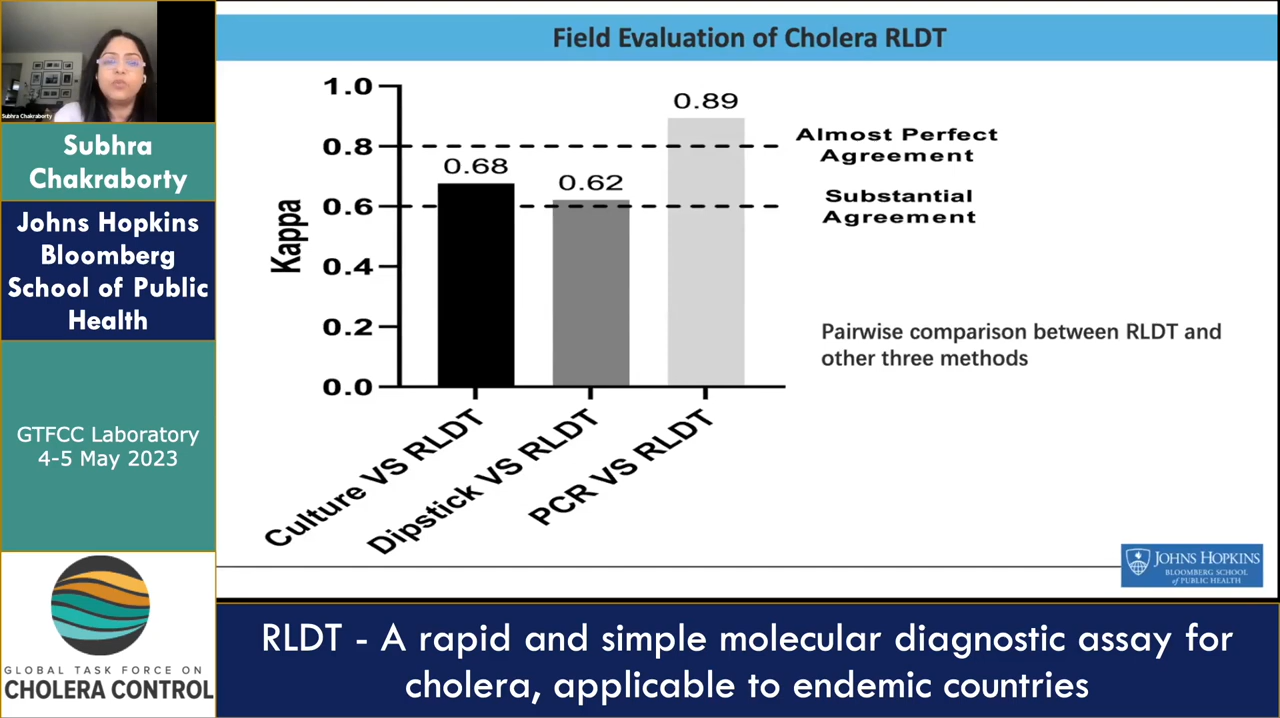 Subhra Chakraborty
Subhra
Chakraborty
Johns Hopkins
Bloomberg
School of Public
Health
GTFCC Laboratory
4-5 May 2023
GLOBAL TASK FORCE ON
CHOLERA CONTROL
Field Evaluation of Cholera RLDT
Kappa
1.0
0.8
0.6
0.4
0.2
0.0
0.68
0.62
0.89
Almost Perfect
Agreement
Substantial
Agreement
Culture VS RLDT
Dipstick VS RLDT
PCR VS RLDT
Pairwise comparison between RLDT and
other three methods
JOHNS HOPKINS
BLOOMBERG SCHOOL
of PUBLIC HEALTH
RLDT - A rapid and simple molecular diagnostic assay for
cholera, applicable to endemic countries